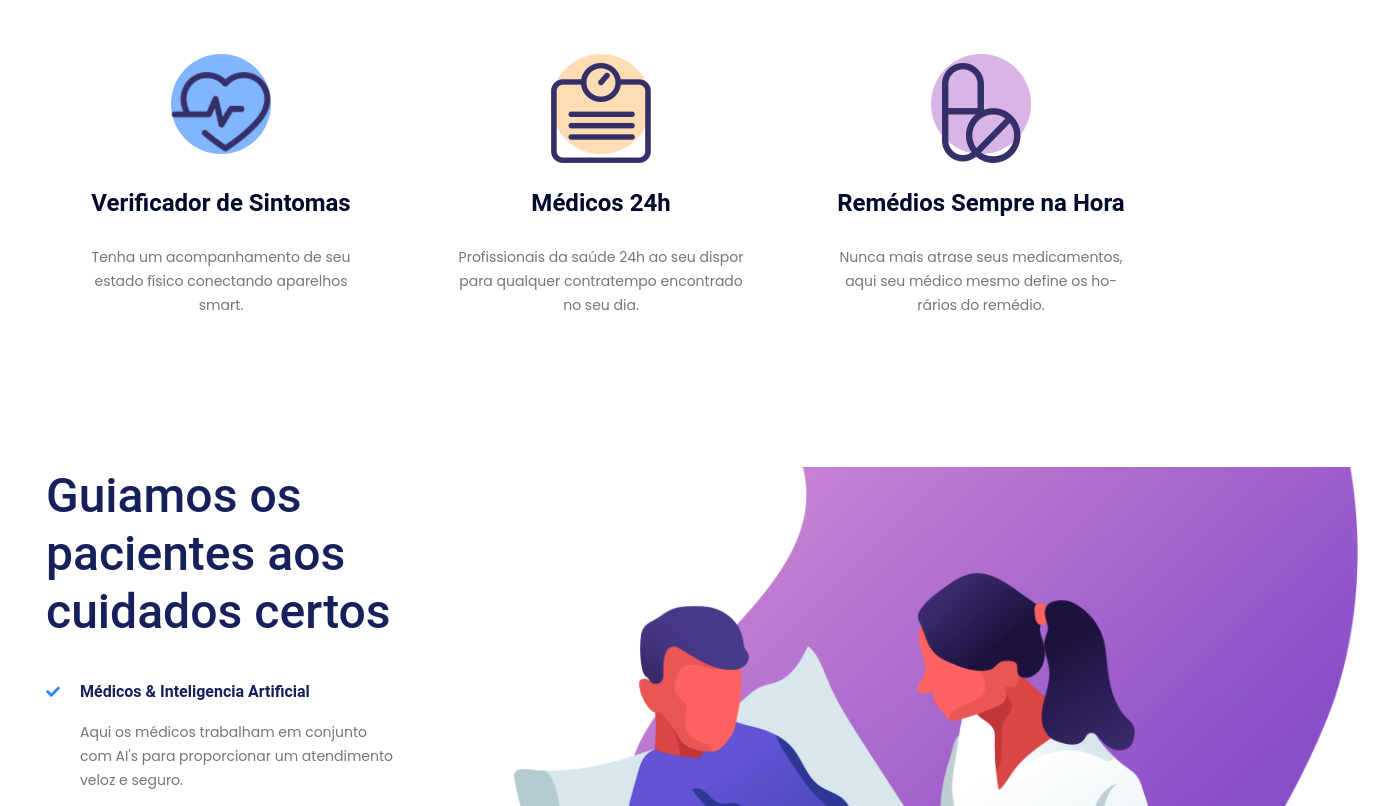 Verificador de Sintomas
Tenha um acompanhamento de seu
estado físico conectando aparelhos
smart.
Médicos 24h
Profissionais da saúde 24h ao seu dispor
para qualquer contratempo encontrado
no seu dia.
Remédios Sempre na Hora
Nunca mais atrase seus medicamentos,
aqui seu médico mesmo define os ho-
rários do remédio.
Guiamos os
pacientes aos
cuidados certos
Médicos & Inteligencia Artificial
Aqui os médicos trabalham em conjunto
com AI's para proporcionar um atendimento
veloz e seguro.